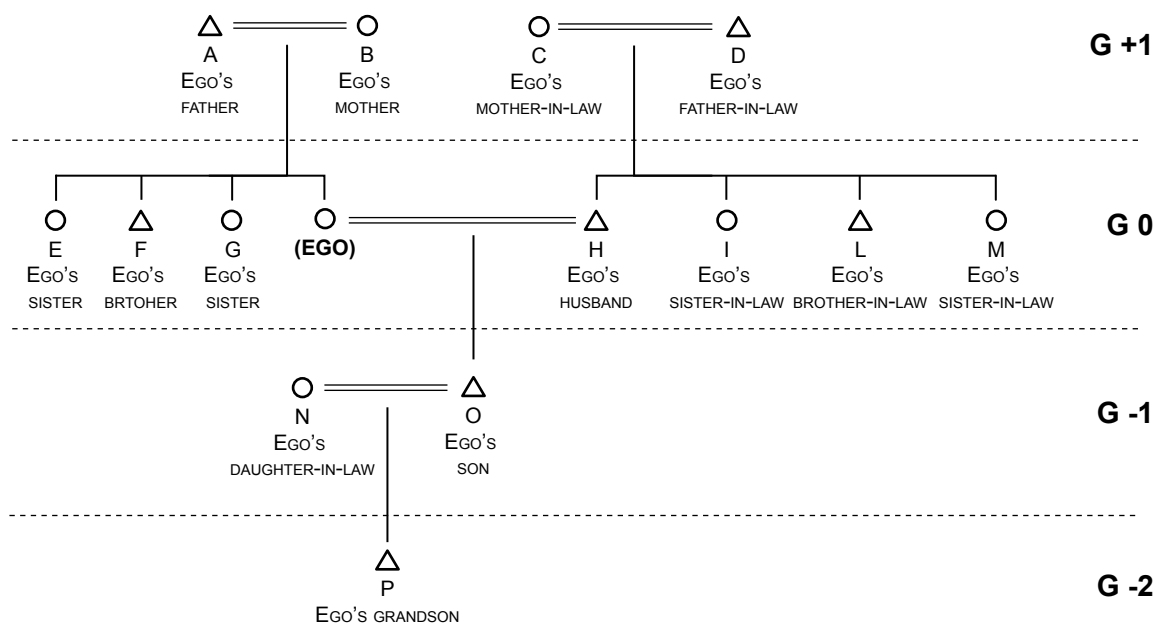 A B C D G +1
EGO'S EGO'S EGO'S EGO'S
FATHER MOTHER MOTHER-IN-LAW FATHER-IN-LAW
E F G (EGO) H I L M G 0
EGO'S EGO'S EGO'S EGO'S EGO'S EGO'S EGO'S
SISTER BRTOHER SISTER HUSBAND SISTER-IN-LAW BROTHER-IN-LAW SISTER-IN-LAW
N O G -1
EGO'S EGO'S
DAUGHTER-IN-LAW SON
P G -2
EGO'S GRANDSON